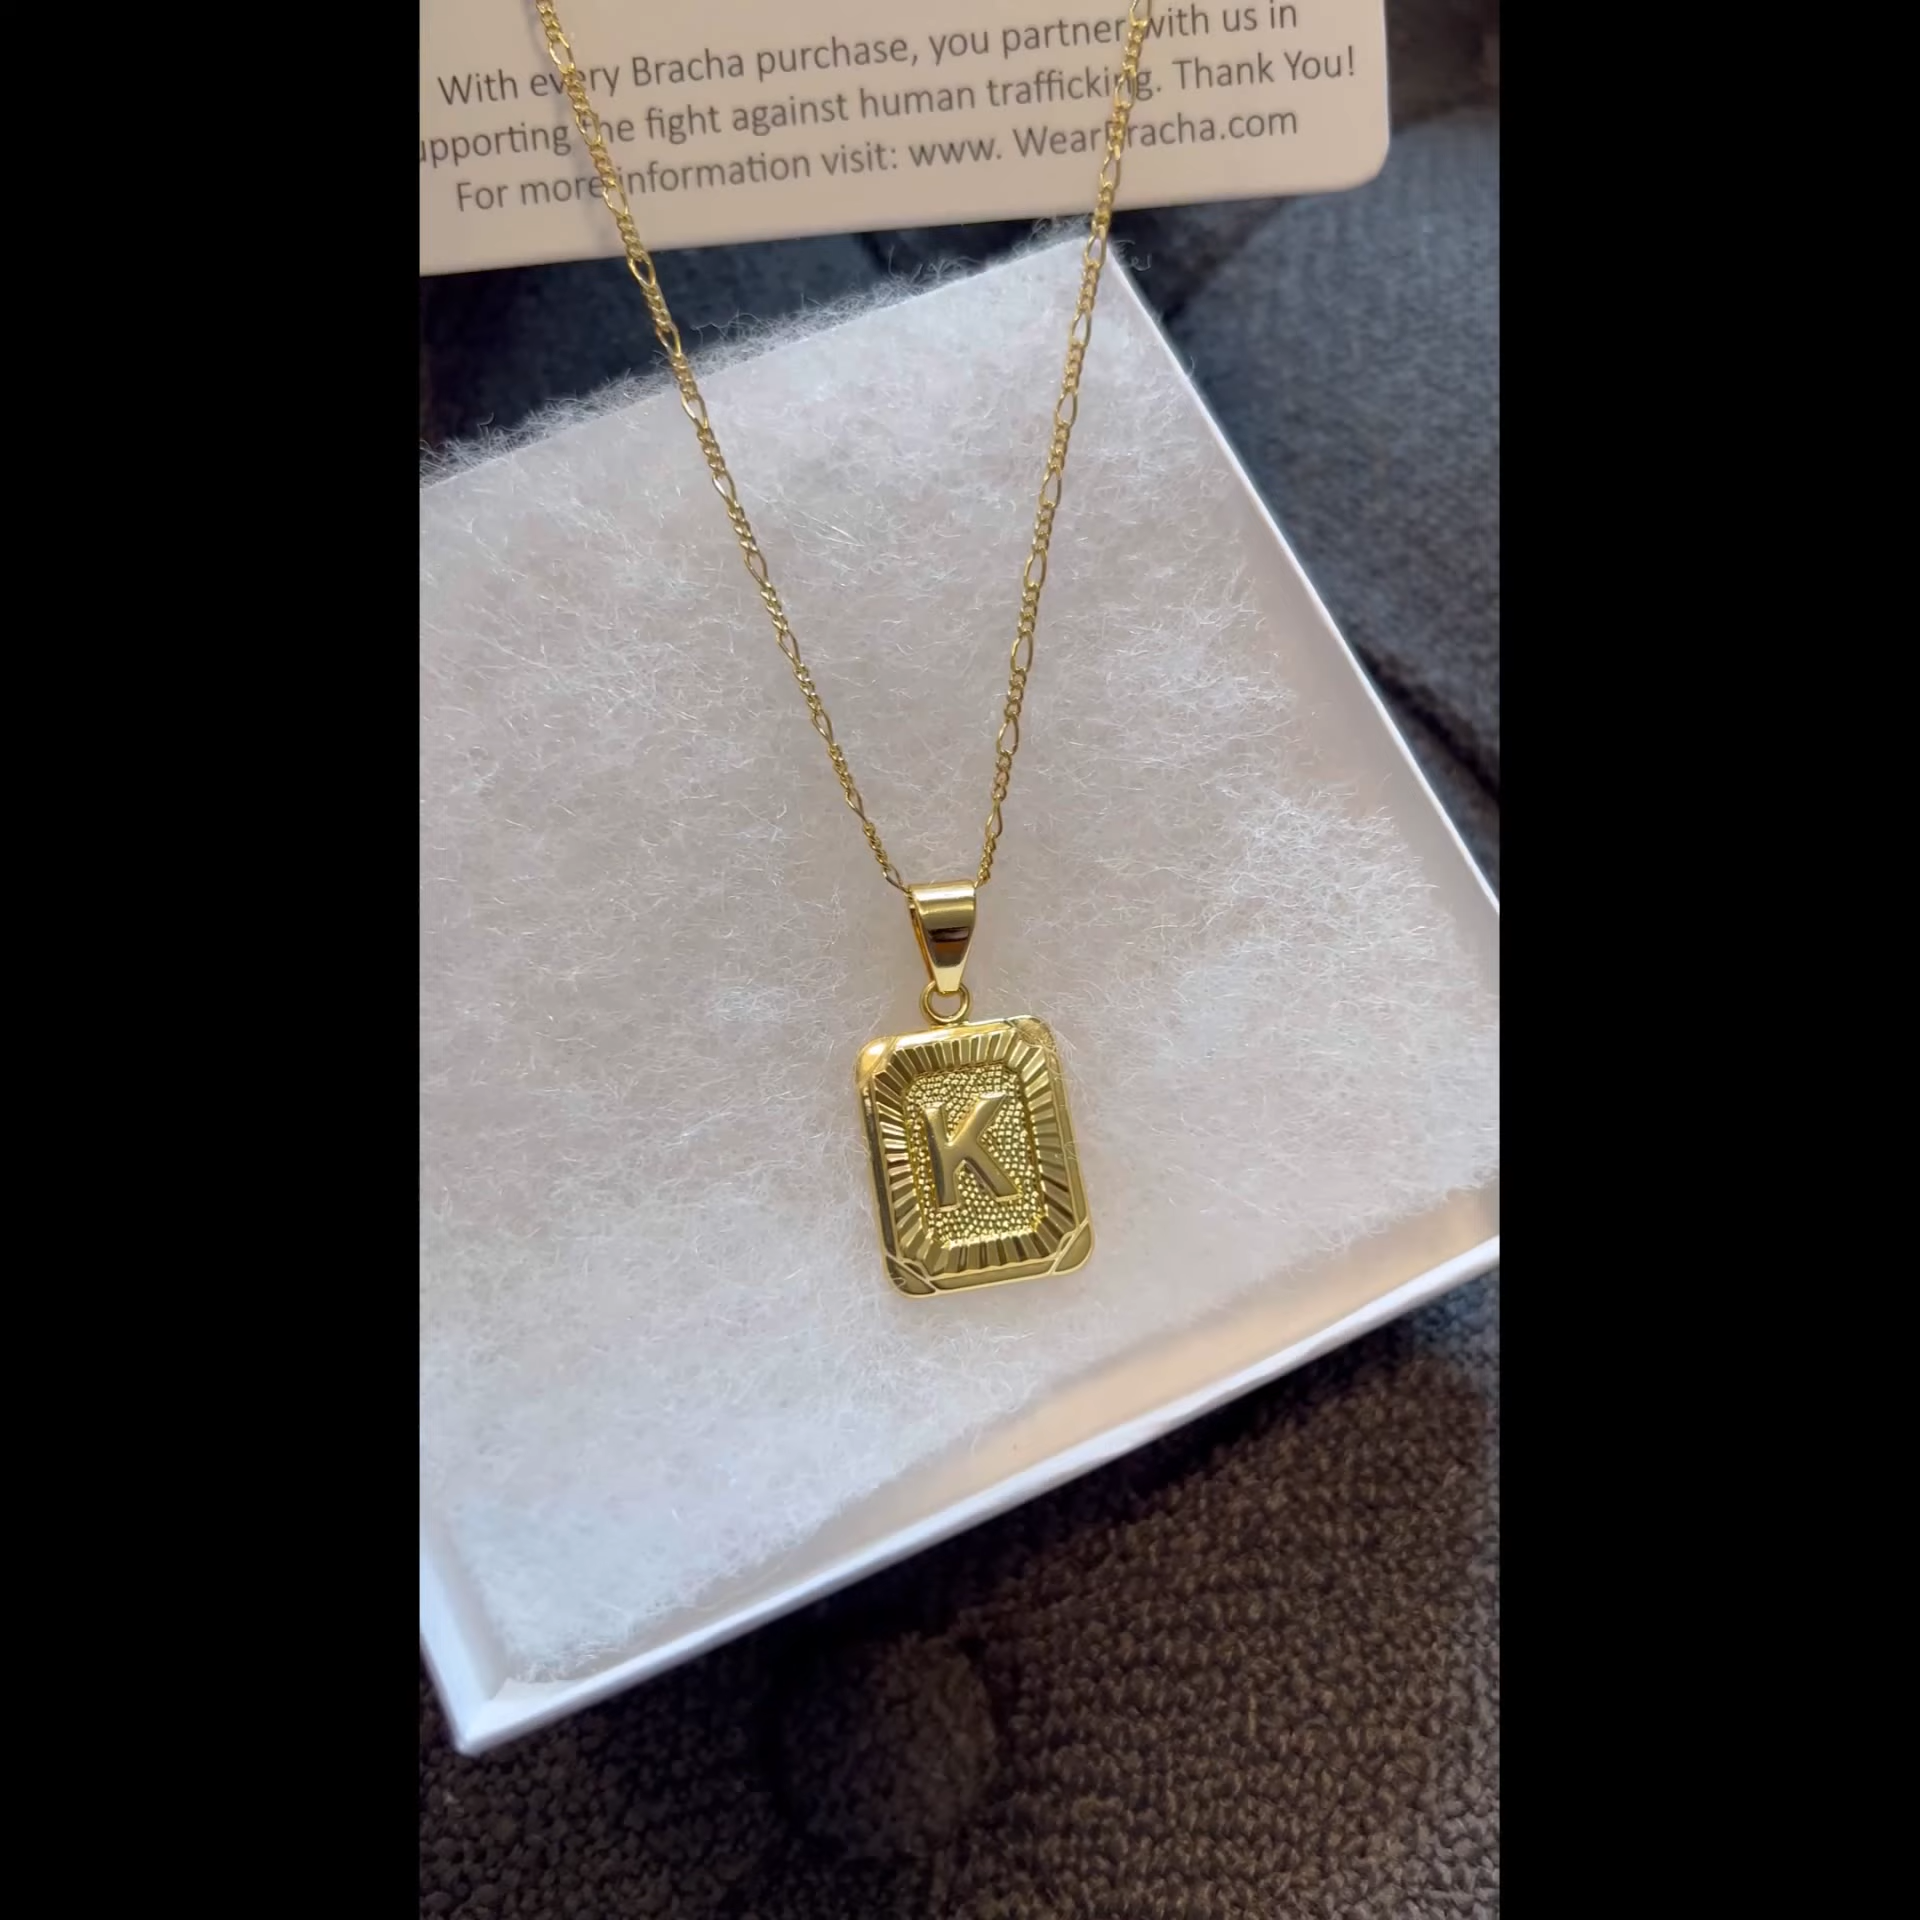 With every Bracha purchase, you partner with us in
upporting the fight against human trafficking. Thank You!
For more information visit: www. WearBracha.com
K